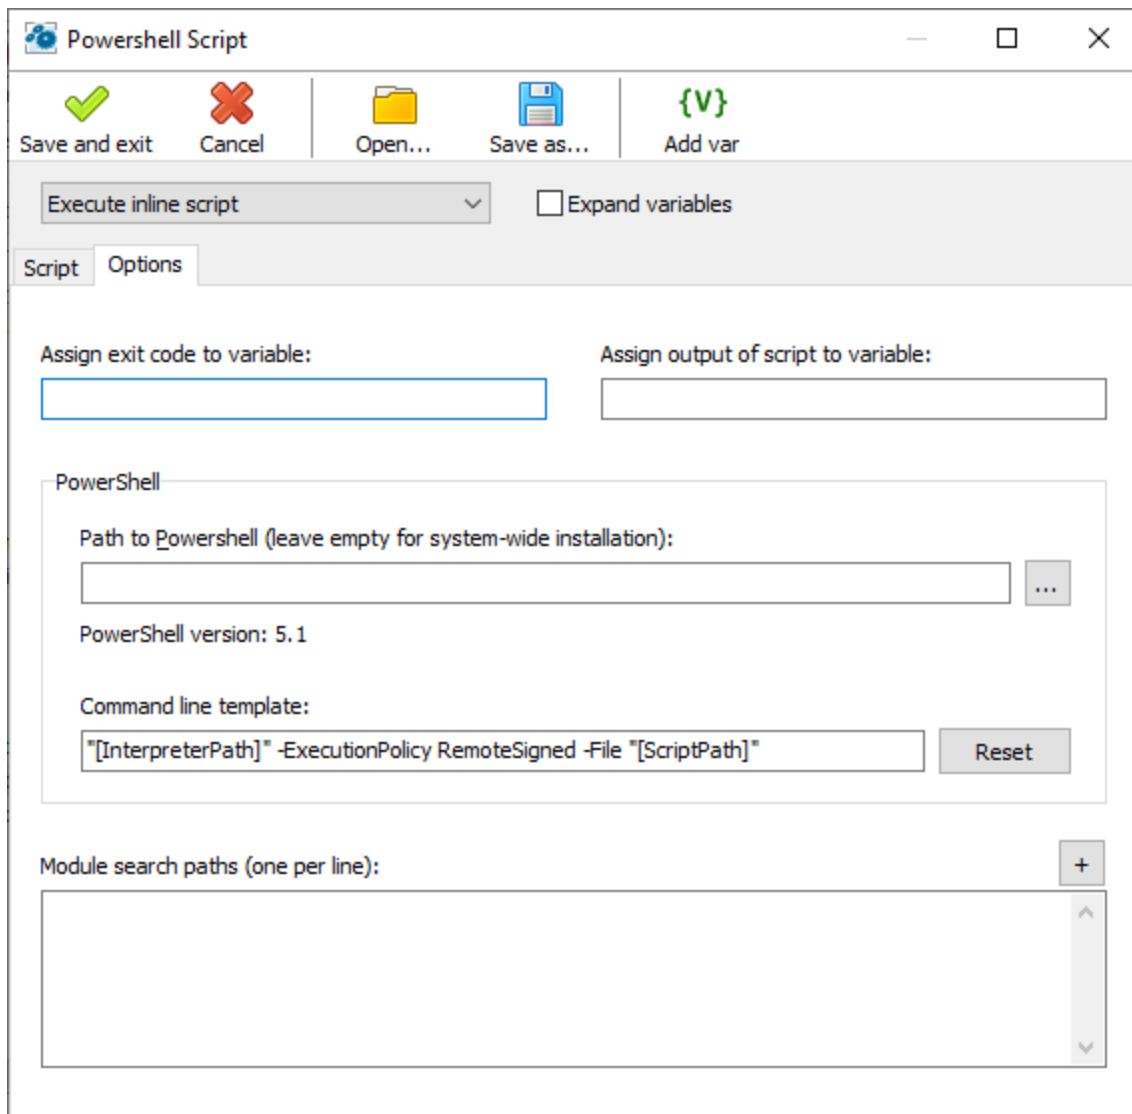 Powershell Script
Save and exit
Cancel
Open...
Save as...
{V}
Add var
Execute inline script
Expand variables
Script
Options
Assign exit code to variable:
Assign output of script to variable:
PowerShell
Path to Powershell (leave empty for system-wide installation):
...
PowerShell version: 5.1
Command line template:
"[InterpreterPath]" -ExecutionPolicy RemoteSigned -File "[ScriptPath]"
Reset
Module search paths (one per line):
+